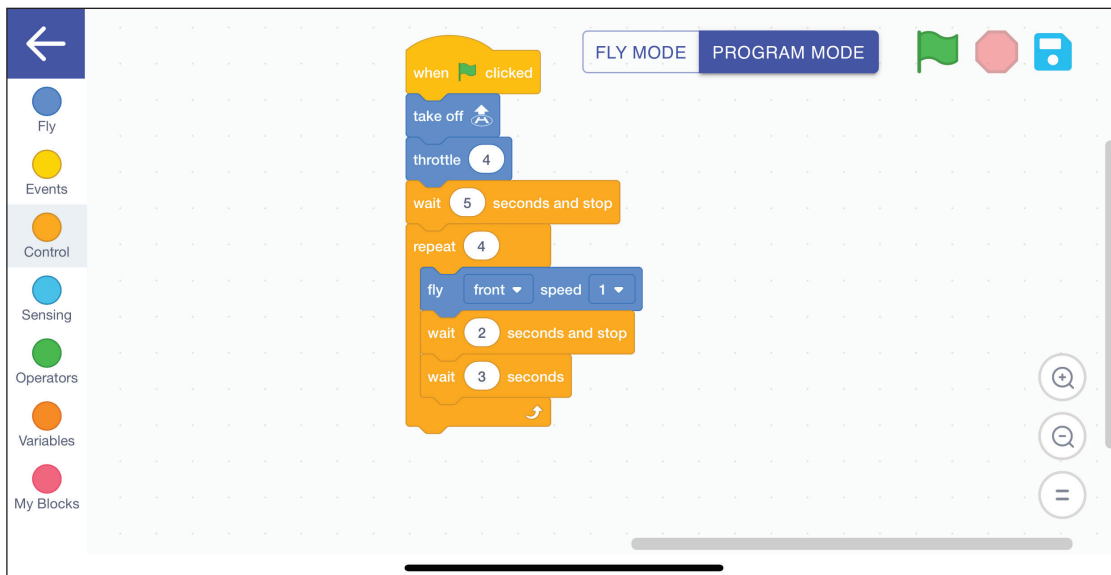 FLY MODE PROGRAM MODE
Fly
Events
Control
Sensing
Operators
Variables
My Blocks
when clicked
take off
throttle 4
wait 5 seconds and stop
repeat 4
fly front speed 1
wait 2 seconds and stop
wait 3 seconds